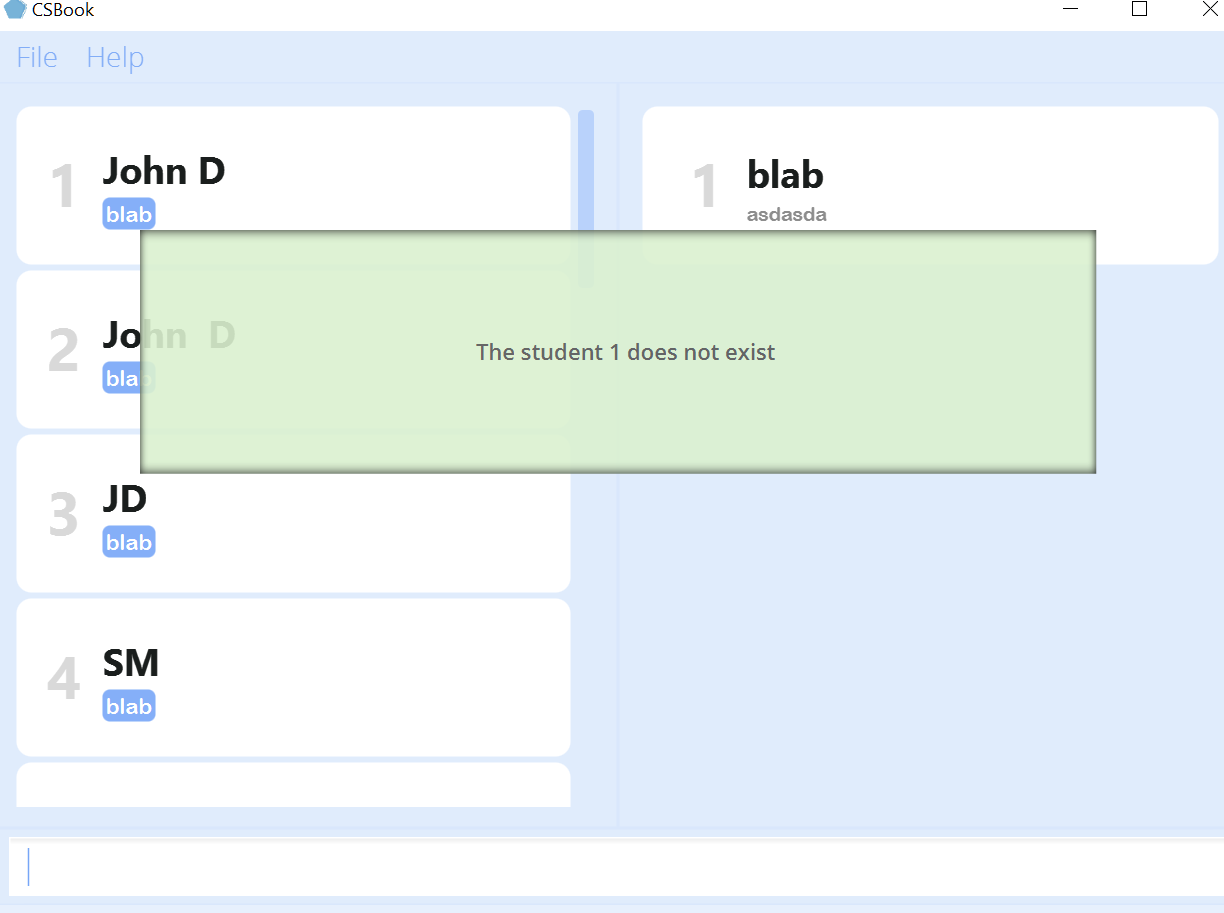 CSBook
File Help
1 John D
blab
2 John  D
blab
3 JD
blab
4 SM
blab
1 blab
asdasda
The student 1 does not exist